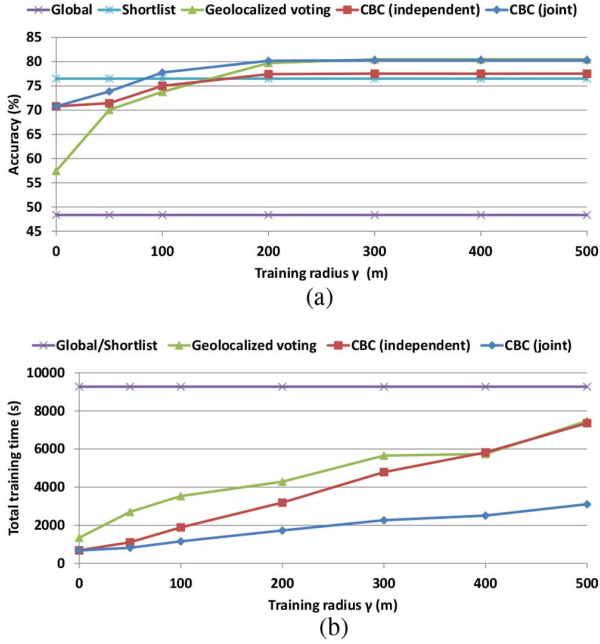 Global Shortlist Geolocalized voting CBC (independent) CBC (joint)
85
80
75
70
65
60
55
50
45
Accuracy (%)
0 100 200 300 400 500
Training radius γ (m)
(a)
Global/Shortlist Geolocalized voting CBC (independent) CBC (joint)
10000
8000
6000
4000
2000
0
Total training time (s)
0 100 200 300 400 500
Training radius γ (m)
(b)